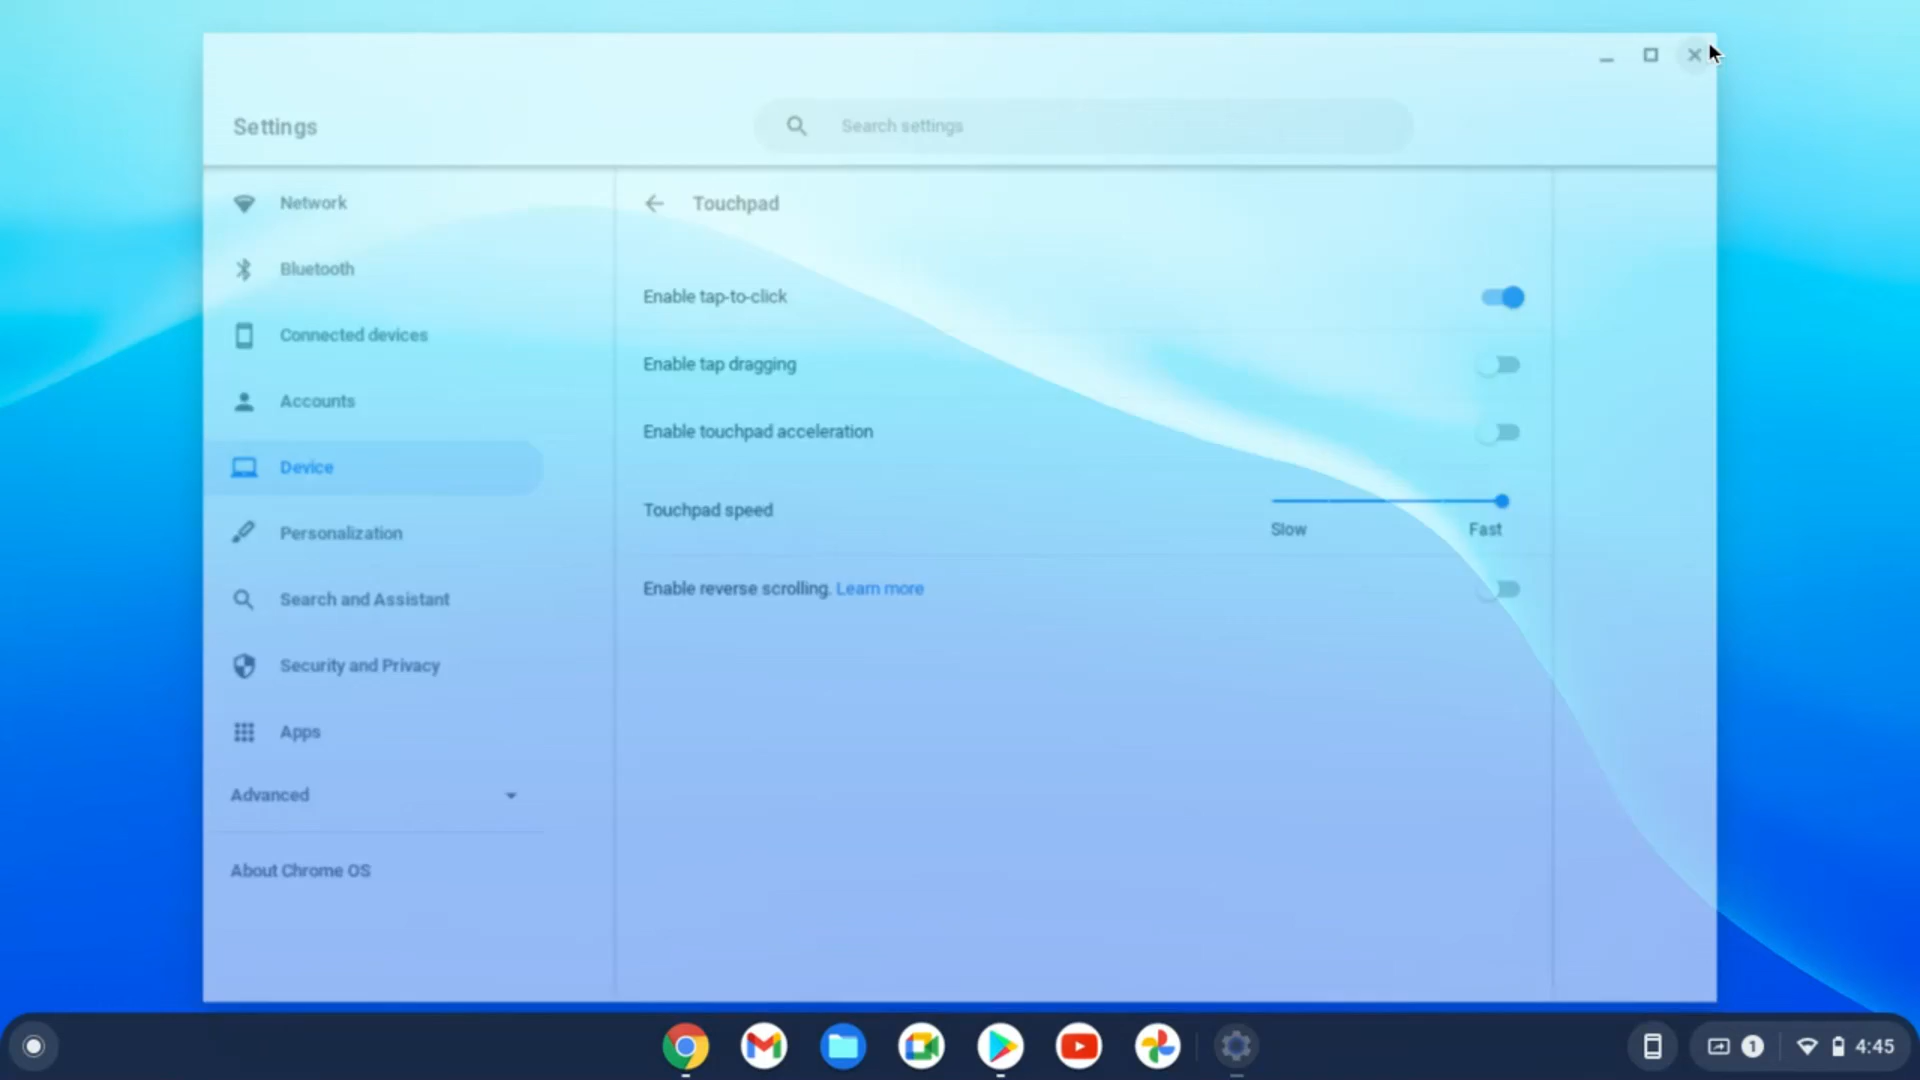 Settings
Search settings
Network
Bluetooth
Connected devices
Accounts
Device
Personalization
Search and Assistant
Security and Privacy
Apps
Advanced
About Chrome OS
Touchpad
Enable tap-to-click
Enable tap dragging
Enable touchpad acceleration
Touchpad speed
Slow Fast
Enable reverse scrolling. Learn more
1 4:45